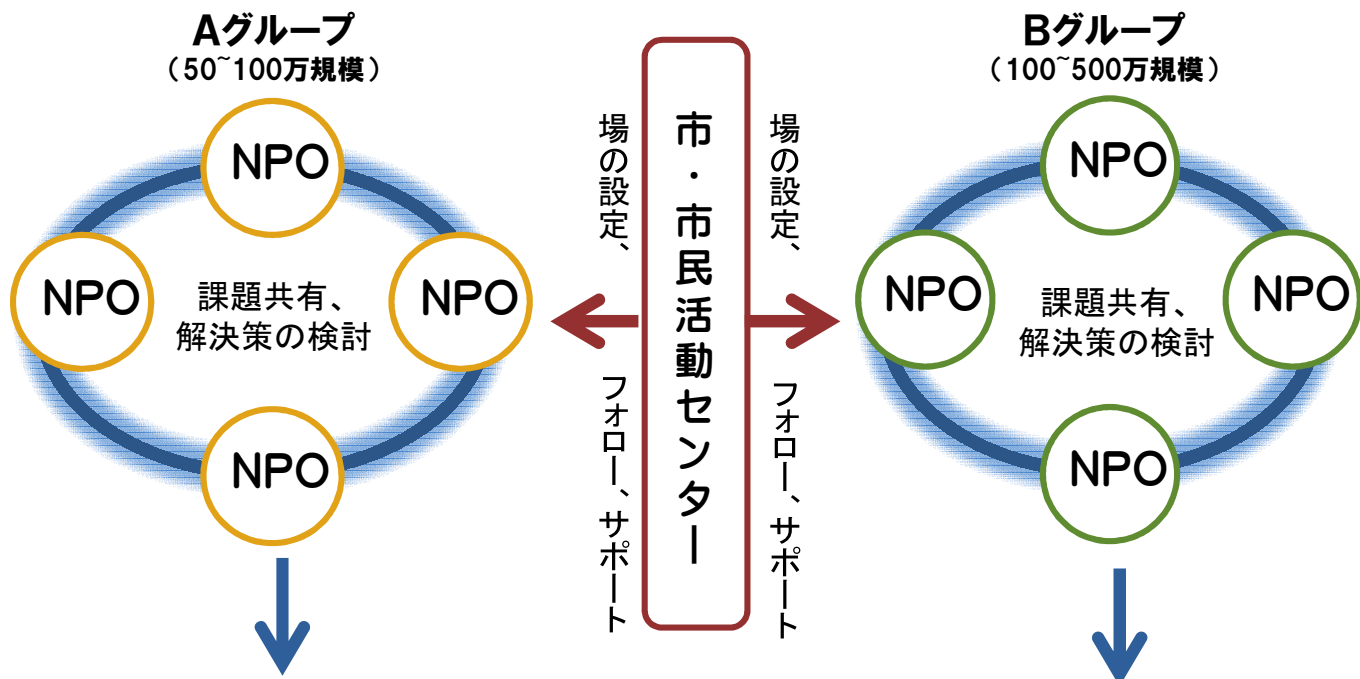 Aグループ
（50~100万規模）
NPO
NPO
NPO
課題共有、
解決策の検討
NPO
場の設定、
フォロー、サポート
市・市民活動センター
場の設定、
フォロー、サポート
Bグループ
（100~500万規模）
NPO
NPO
NPO
課題共有、
解決策の検討
NPO